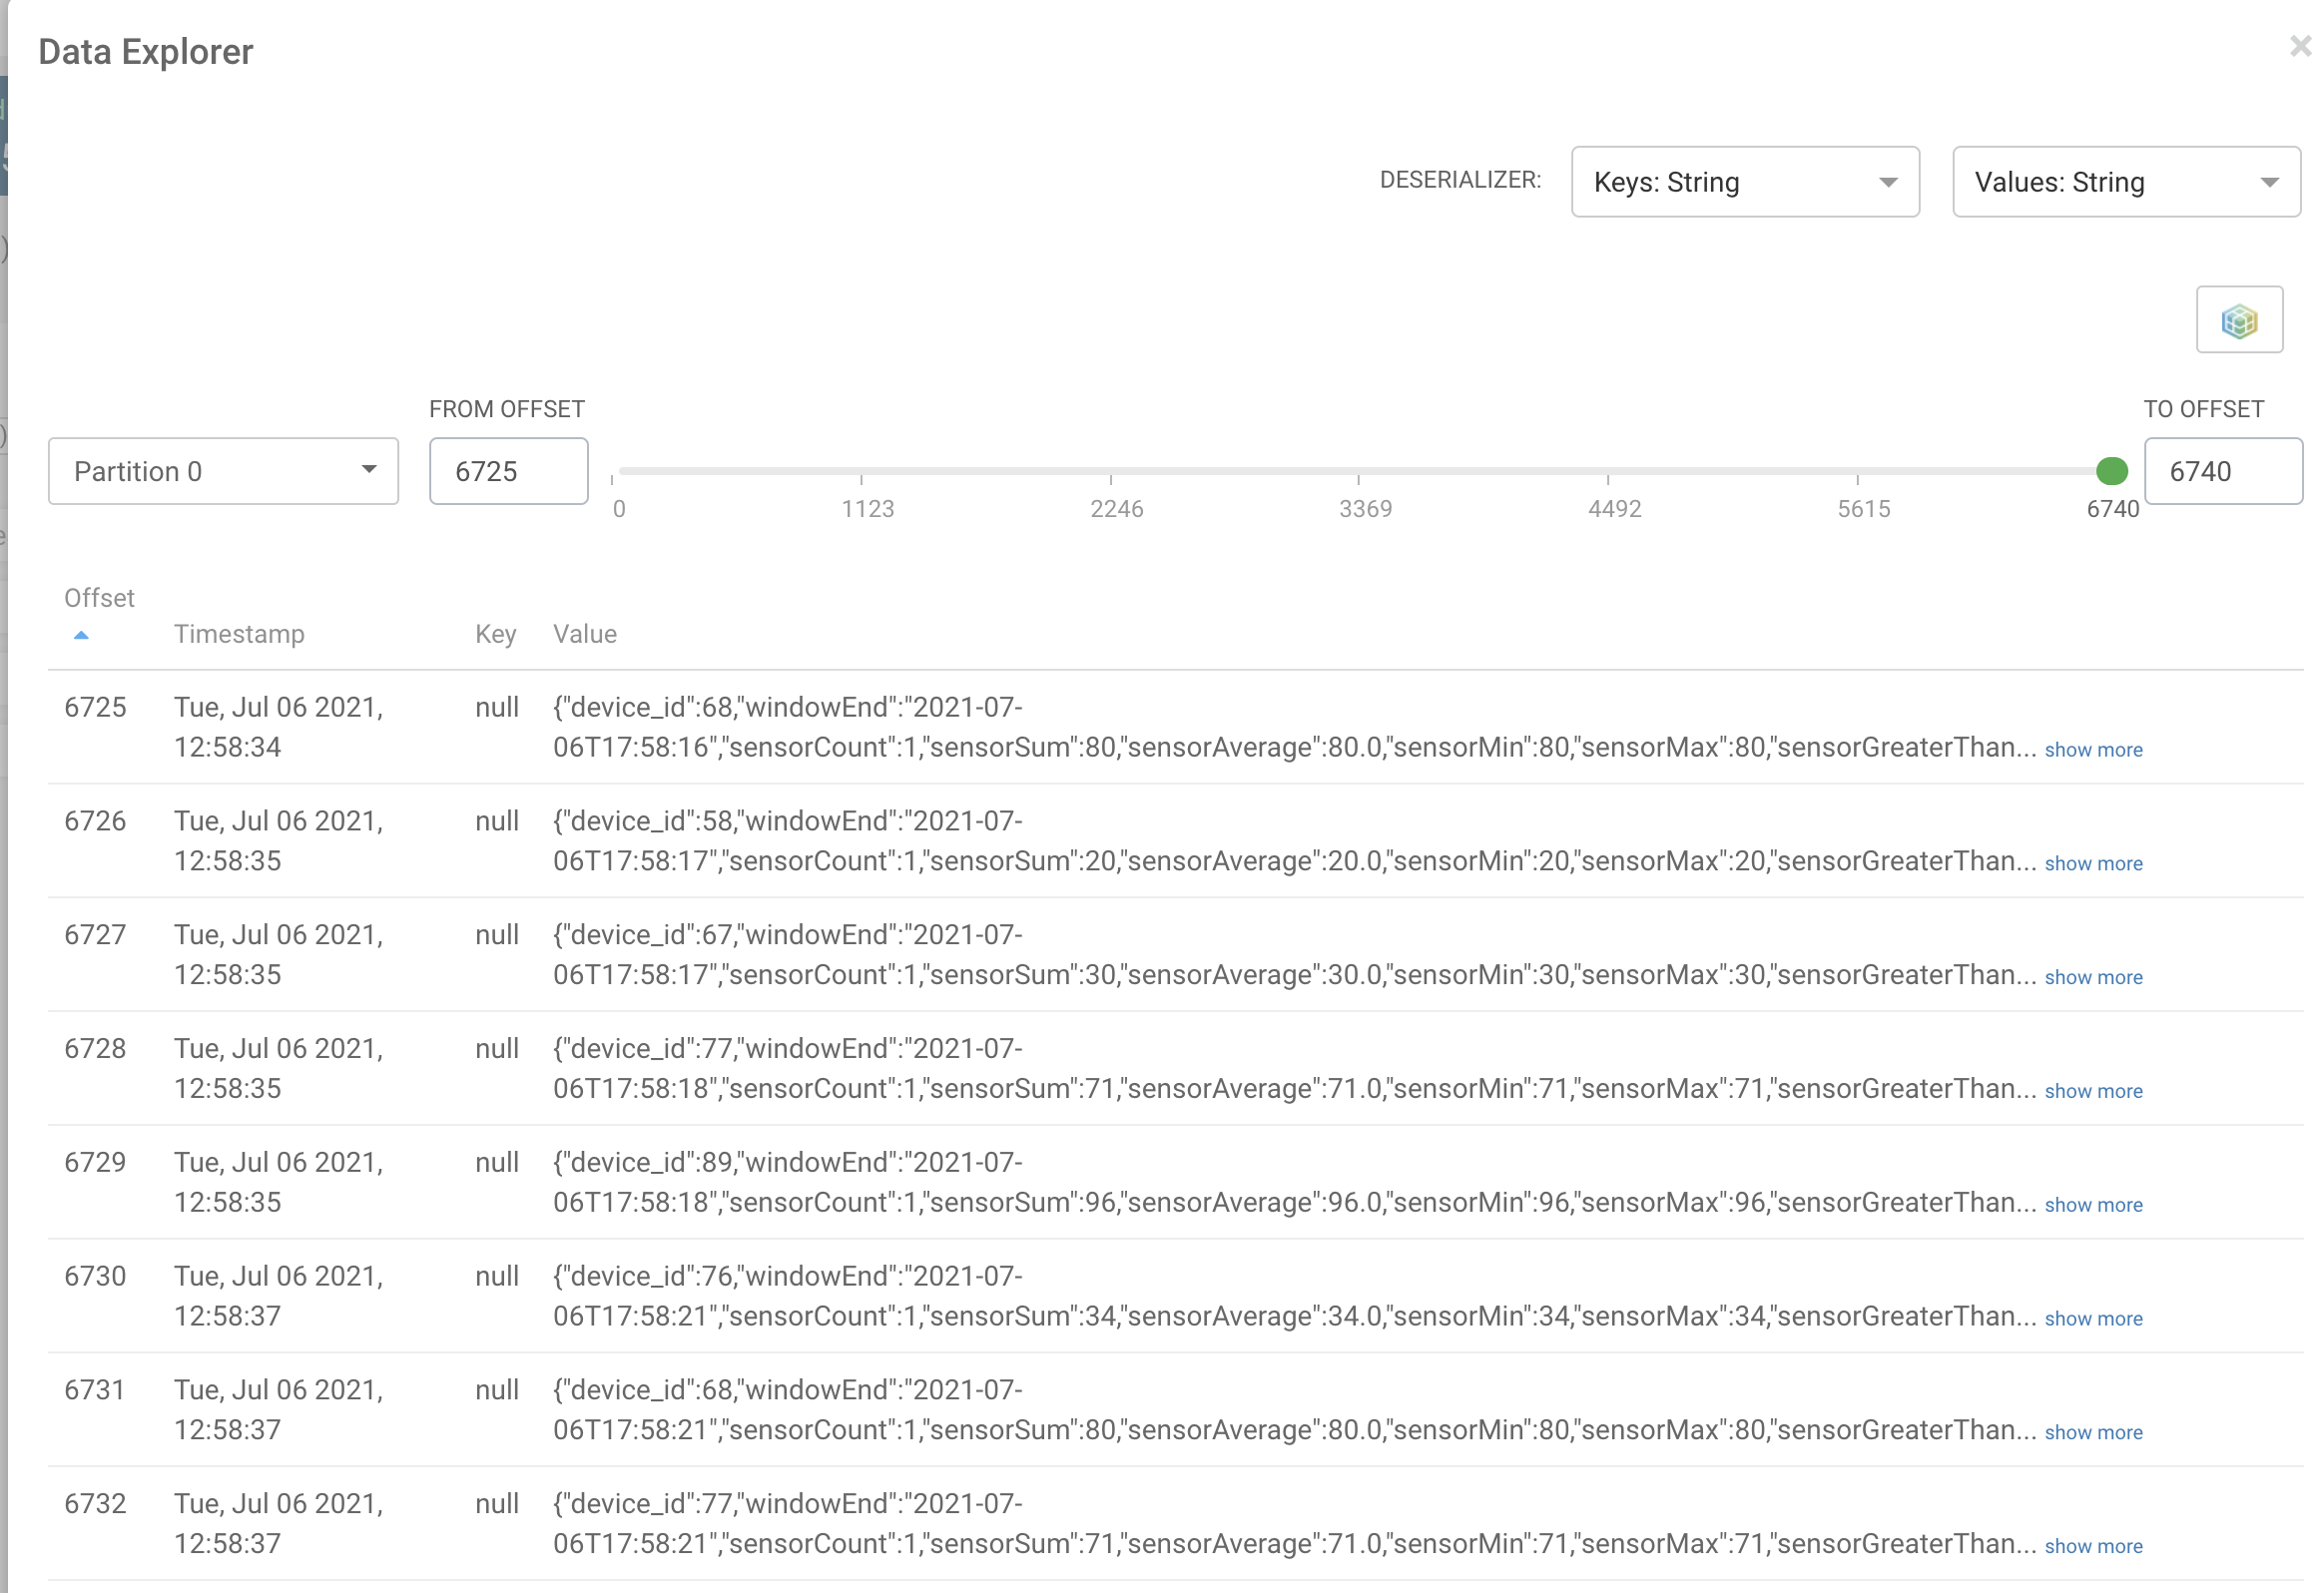 Data Explorer
×
DESERIALIZER:
Keys: String
Values: String
FROM OFFSET
TO OFFSET
Partition 0
6725
6740
0
1123
2246
3369
4492
5615
6740
Offset
Timestamp
Key
Value
6725
Tue, Jul 06 2021,
12:58:34
null
{"device_id":68,"windowEnd":"2021-07-
06T17:58:16","sensorCount":1,"sensorSum":80,"sensorAverage":80.0,"sensorMin":80,"sensorMax":80,"sensorGreaterThan... show more
6726
Tue, Jul 06 2021,
12:58:35
null
{"device_id":58,"windowEnd":"2021-07-
06T17:58:17","sensorCount":1,"sensorSum":20,"sensorAverage":20.0,"sensorMin":20,"sensorMax":20,"sensorGreaterThan... show more
6727
Tue, Jul 06 2021,
12:58:35
null
{"device_id":67,"windowEnd":"2021-07-
06T17:58:17","sensorCount":1,"sensorSum":30,"sensorAverage":30.0,"sensorMin":30,"sensorMax":30,"sensorGreaterThan... show more
6728
Tue, Jul 06 2021,
12:58:35
null
{"device_id":77,"windowEnd":"2021-07-
06T17:58:18","sensorCount":1,"sensorSum":71,"sensorAverage":71.0,"sensorMin":71,"sensorMax":71,"sensorGreaterThan... show more
6729
Tue, Jul 06 2021,
12:58:35
null
{"device_id":89,"windowEnd":"2021-07-
06T17:58:18","sensorCount":1,"sensorSum":96,"sensorAverage":96.0,"sensorMin":96,"sensorMax":96,"sensorGreaterThan... show more
6730
Tue, Jul 06 2021,
12:58:37
null
{"device_id":76,"windowEnd":"2021-07-
06T17:58:21","sensorCount":1,"sensorSum":34,"sensorAverage":34.0,"sensorMin":34,"sensorMax":34,"sensorGreaterThan... show more
6731
Tue, Jul 06 2021,
12:58:37
null
{"device_id":68,"windowEnd":"2021-07-
06T17:58:21","sensorCount":1,"sensorSum":80,"sensorAverage":80.0,"sensorMin":80,"sensorMax":80,"sensorGreaterThan... show more
6732
Tue, Jul 06 2021,
12:58:37
null
{"device_id":77,"windowEnd":"2021-07-
06T17:58:21","sensorCount":1,"sensorSum":71,"sensorAverage":71.0,"sensorMin":71,"sensorMax":71,"sensorGreaterThan... show more